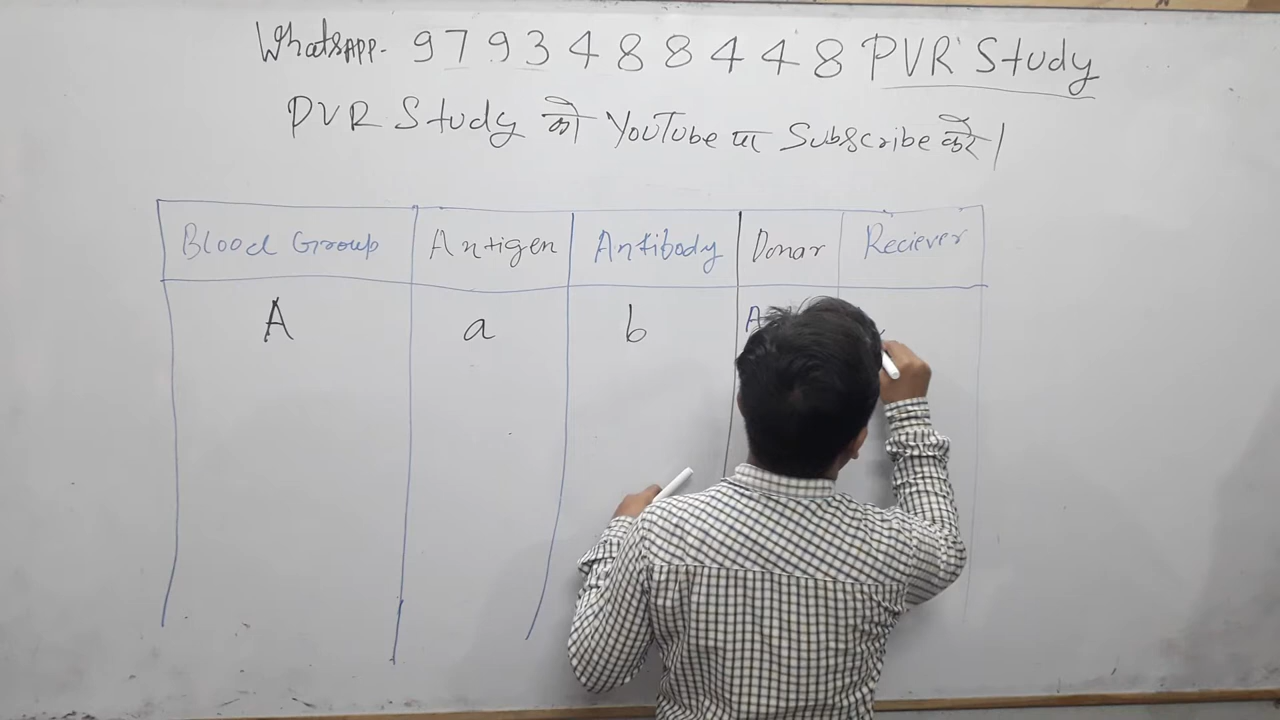 WhatsAPP. 9793488448 PVR Study
PVR Study को YouTube पर Subscribe करें।
Blood Group Antigen Antibody Donar Reciever
A a b A